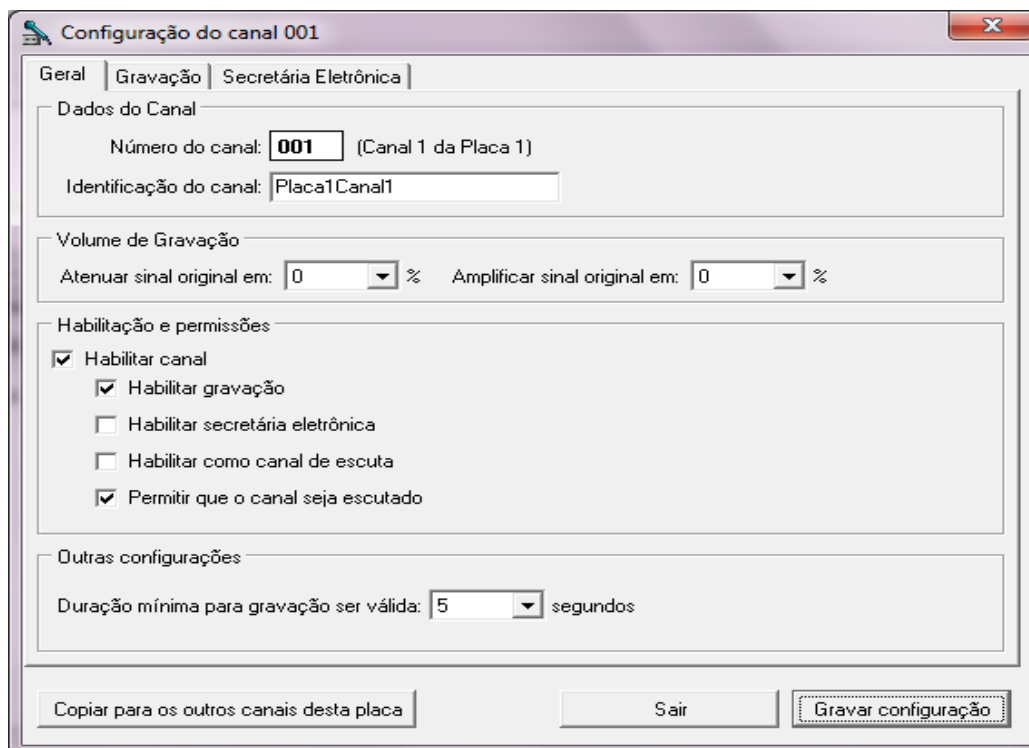 Configuração do canal 001
Geral Gravação Secretária Eletrônica
Dados do Canal
Número do canal: 001 (Canal 1 da Placa 1)
Identificação do canal: Placa1Canal1
Volume de Gravação
Atenuar sinal original em: 0 % Amplificar sinal original em: 0 %
Habilitação e permissões
Habilitar canal
Habilitar gravação
Habilitar secretária eletrônica
Habilitar como canal de escuta
Permitir que o canal seja escutado
Outras configurações
Duração mínima para gravação ser válida: 5 segundos
Copiar para os outros canais desta placa Sair Gravar configuração